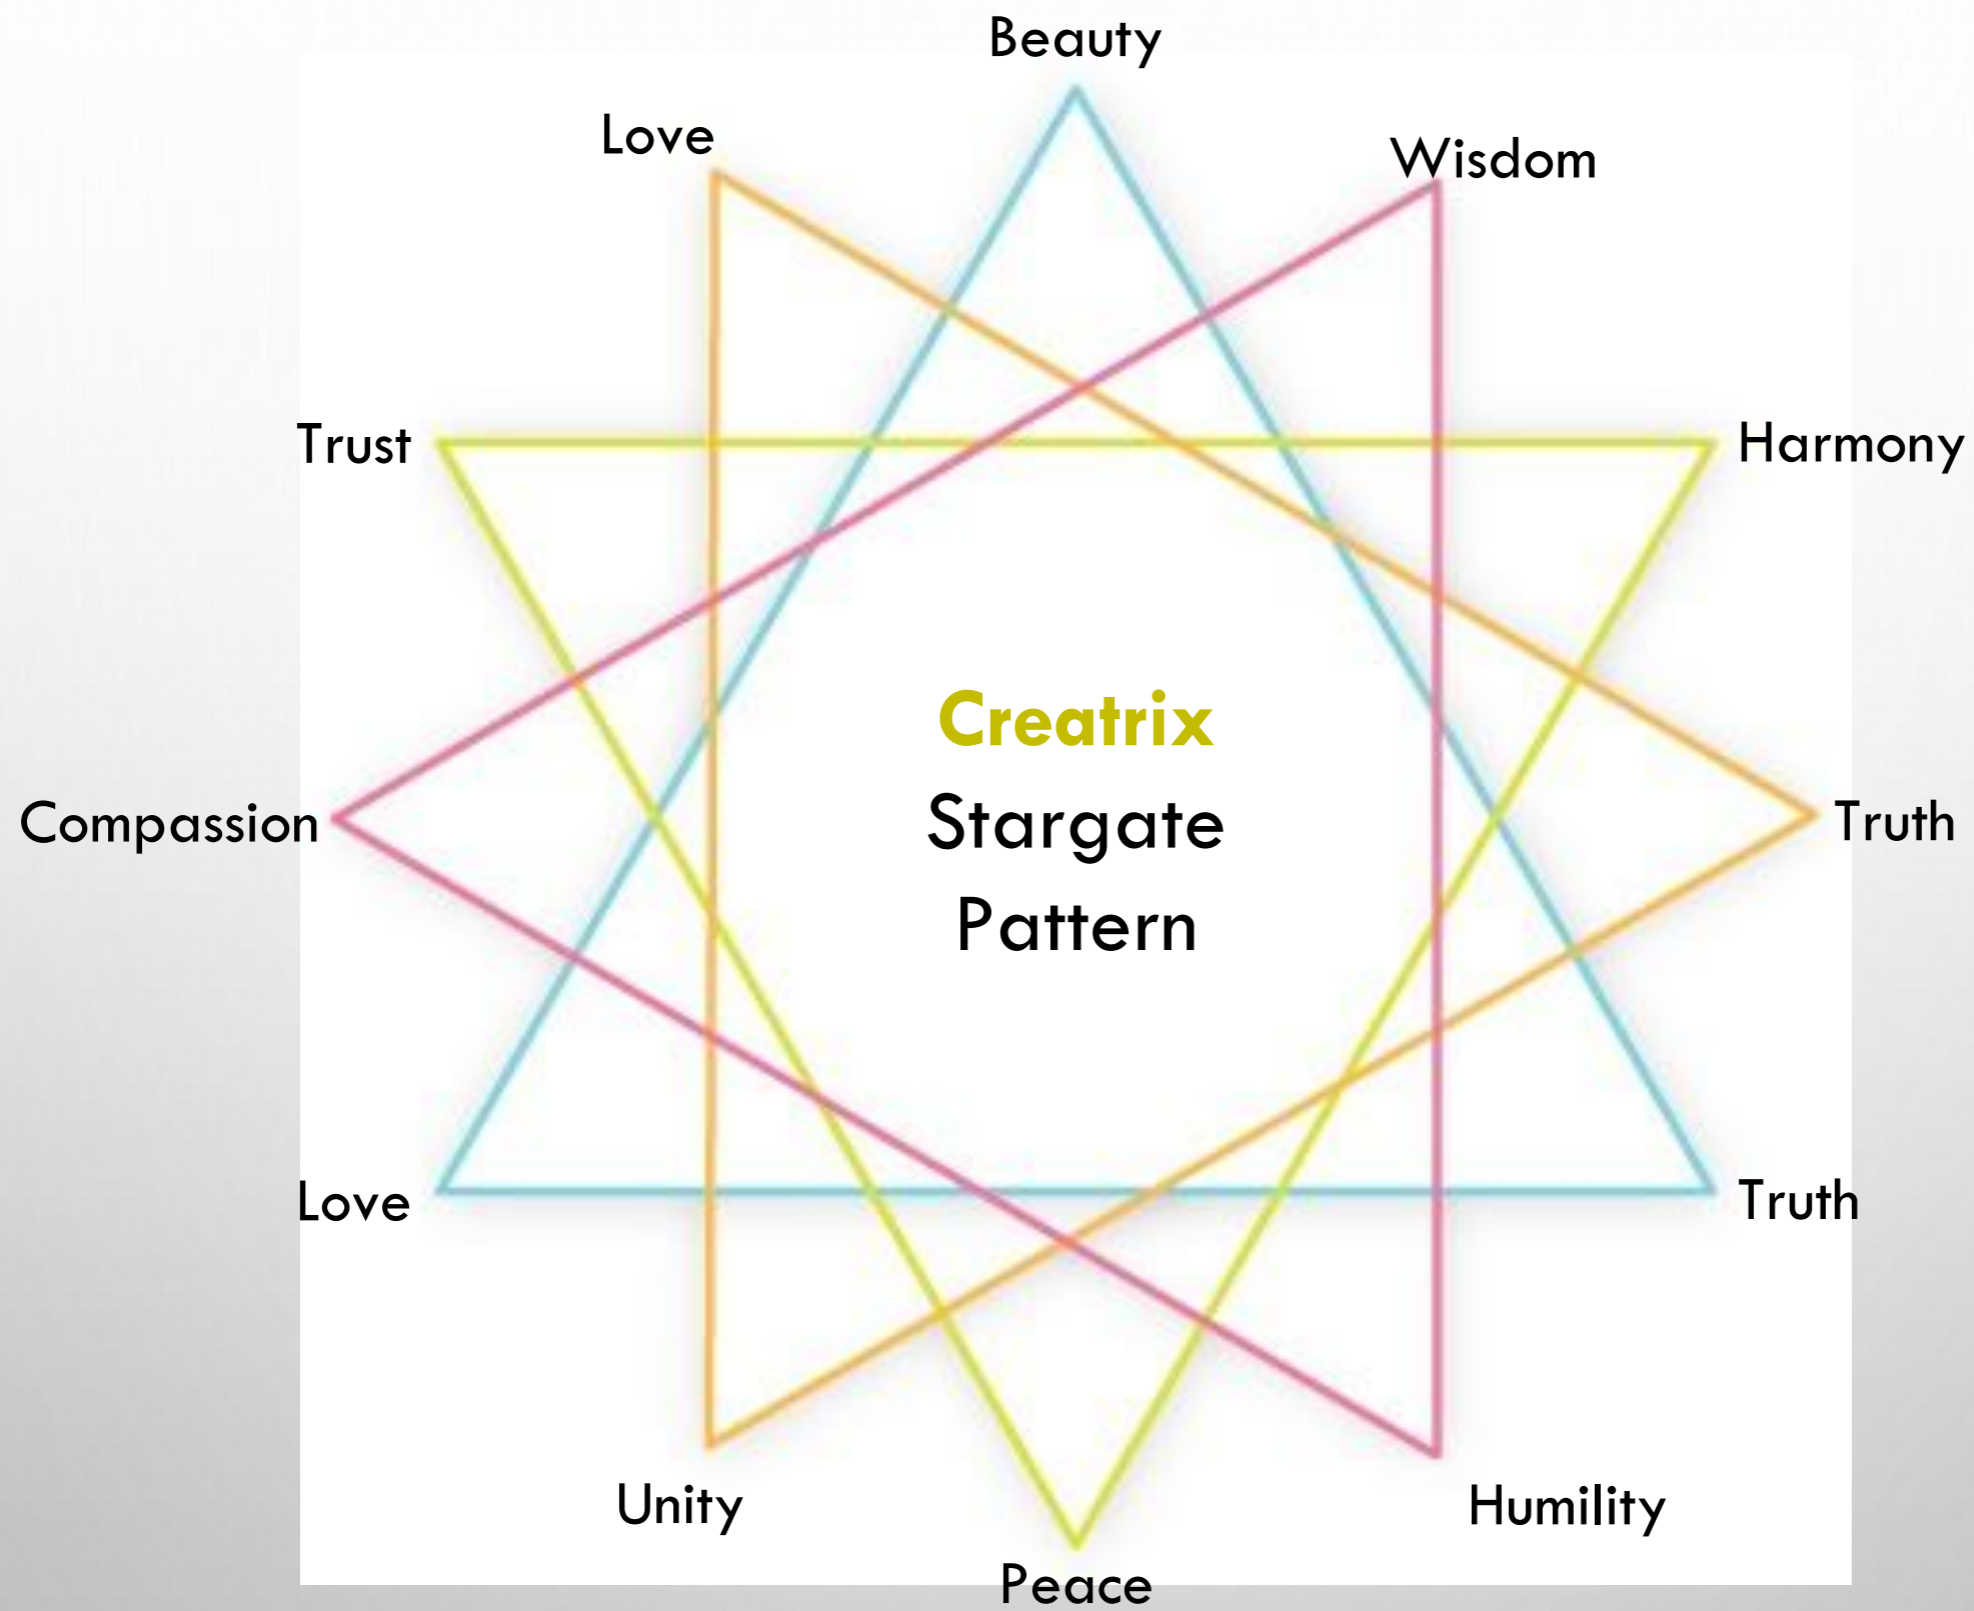 Beauty
Love
Wisdom
Trust
Harmony
Creatrix
Stargate
Pattern
Compassion
Truth
Love
Truth
Unity
Humility
Peace